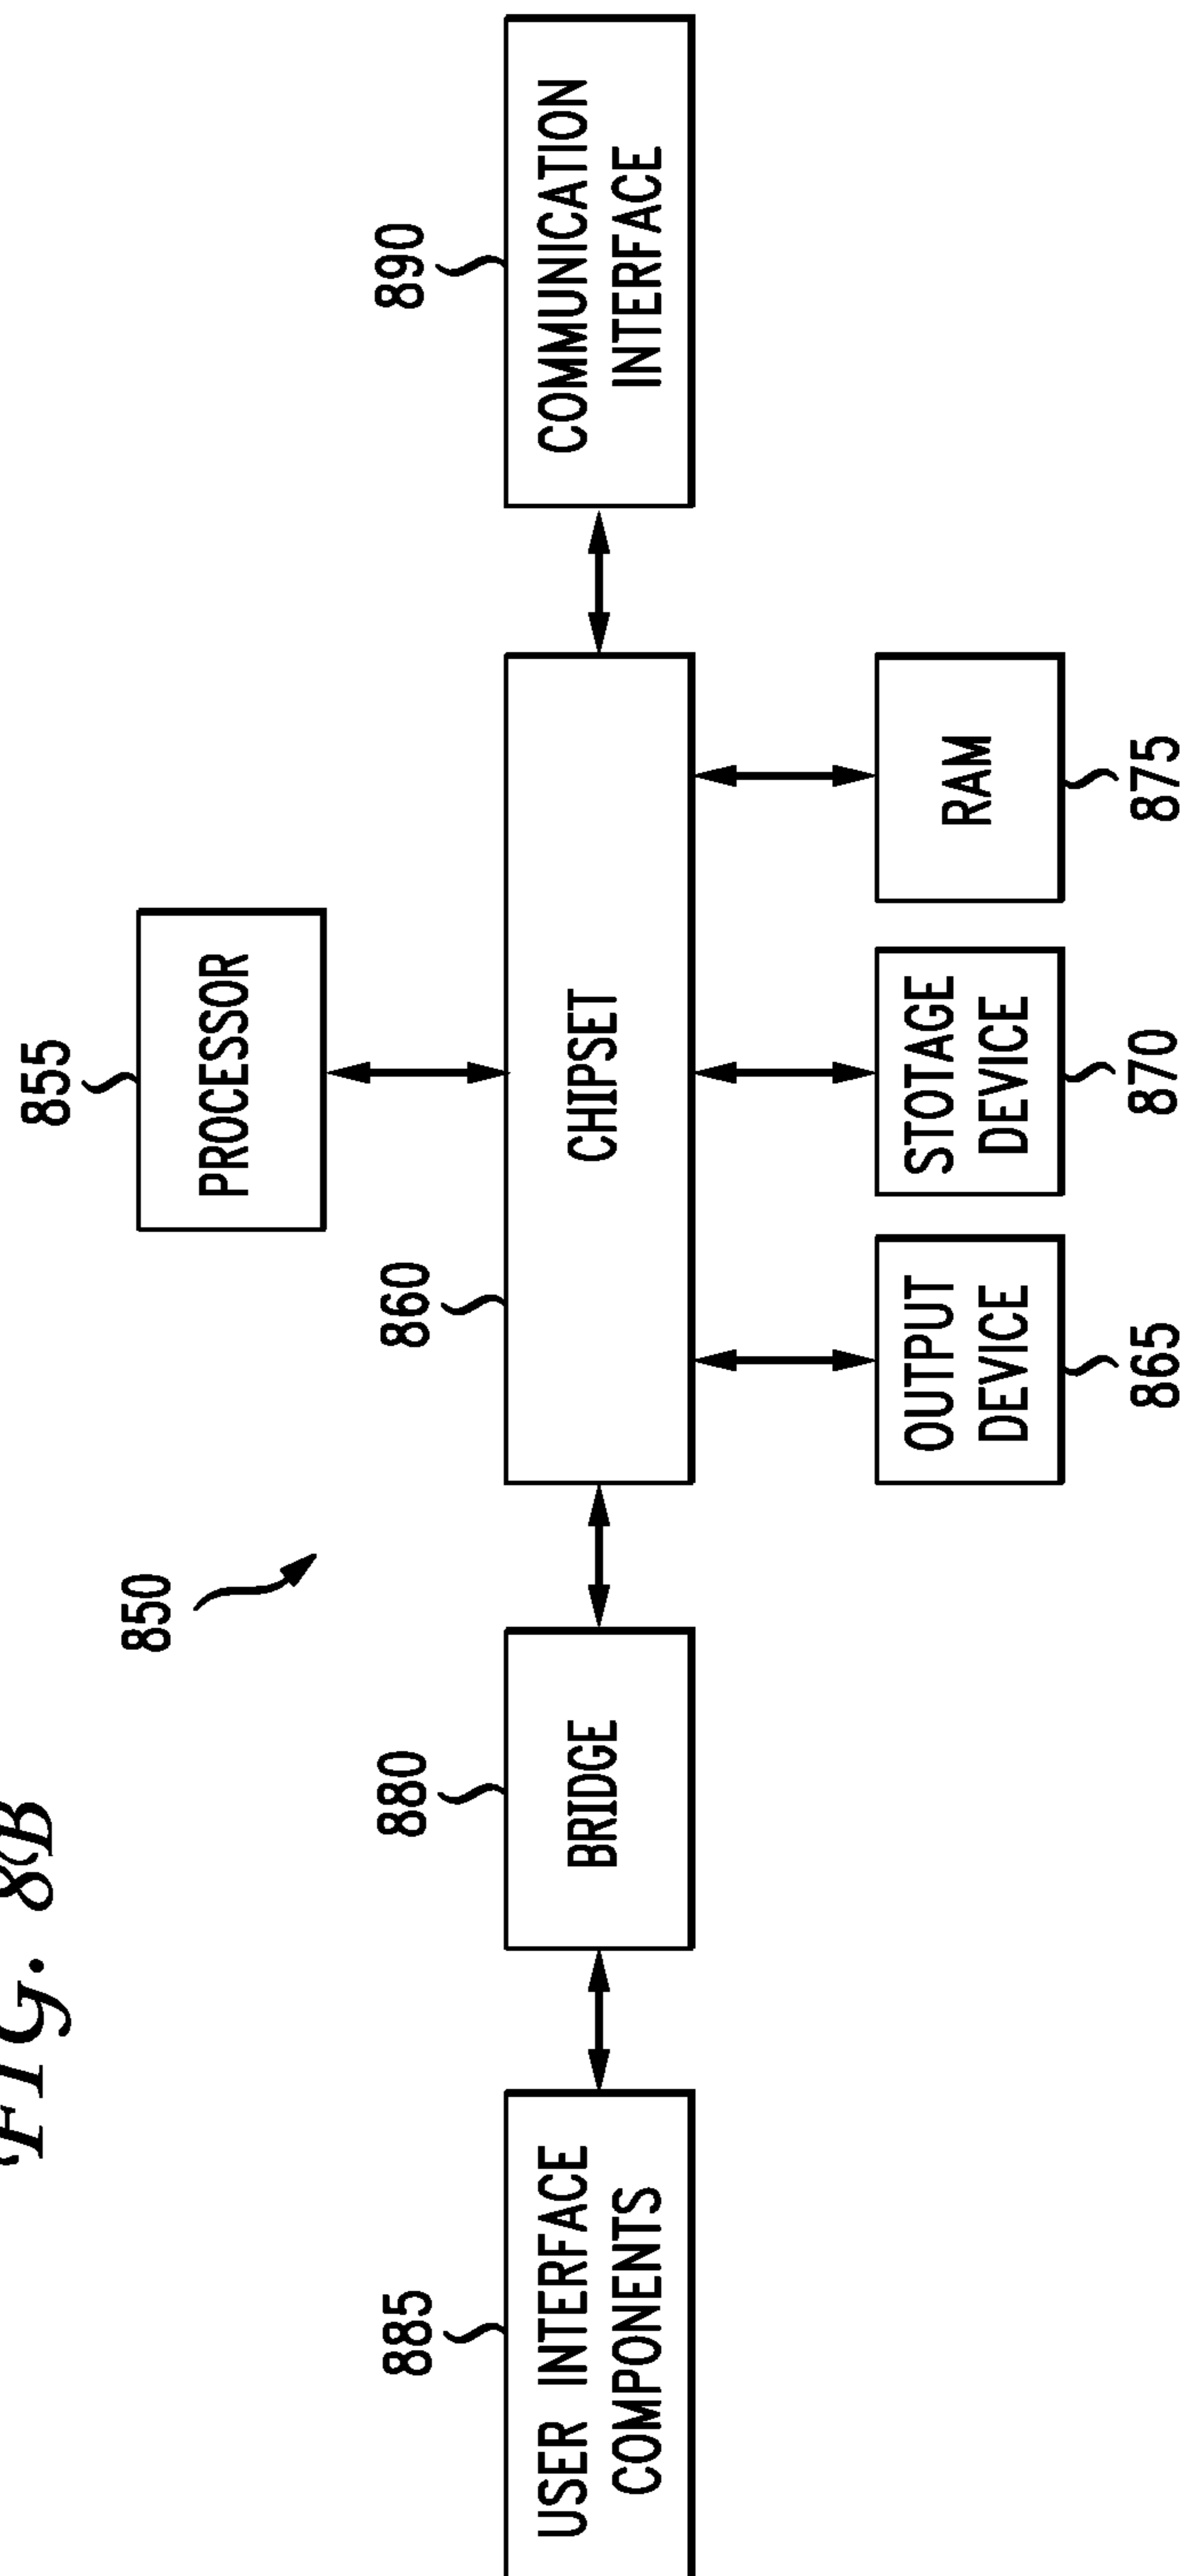 FIG. 8B
850
855
PROCESSOR
885
USER INTERFACE
COMPONENTS
880
BRIDGE
860
CHIPSET
890
COMMUNICATION
INTERFACE
OUTPUT
DEVICE
865
STOTAGE
DEVICE
870
RAM
875